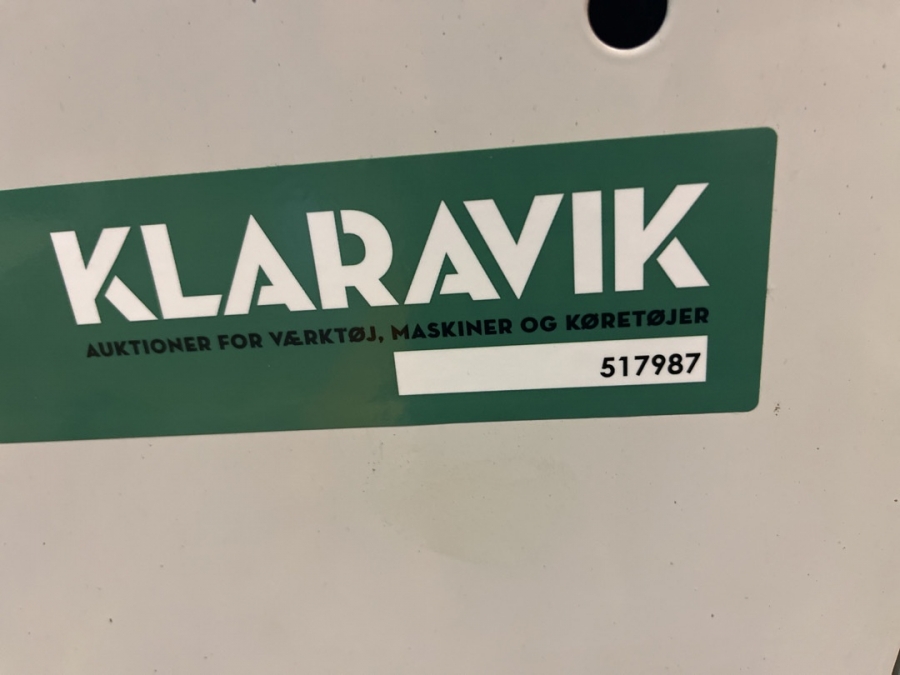 KLARAVIK
AUKTIONER FOR VÆRKTØJ, MASKINER OG KØRETØJER
517987